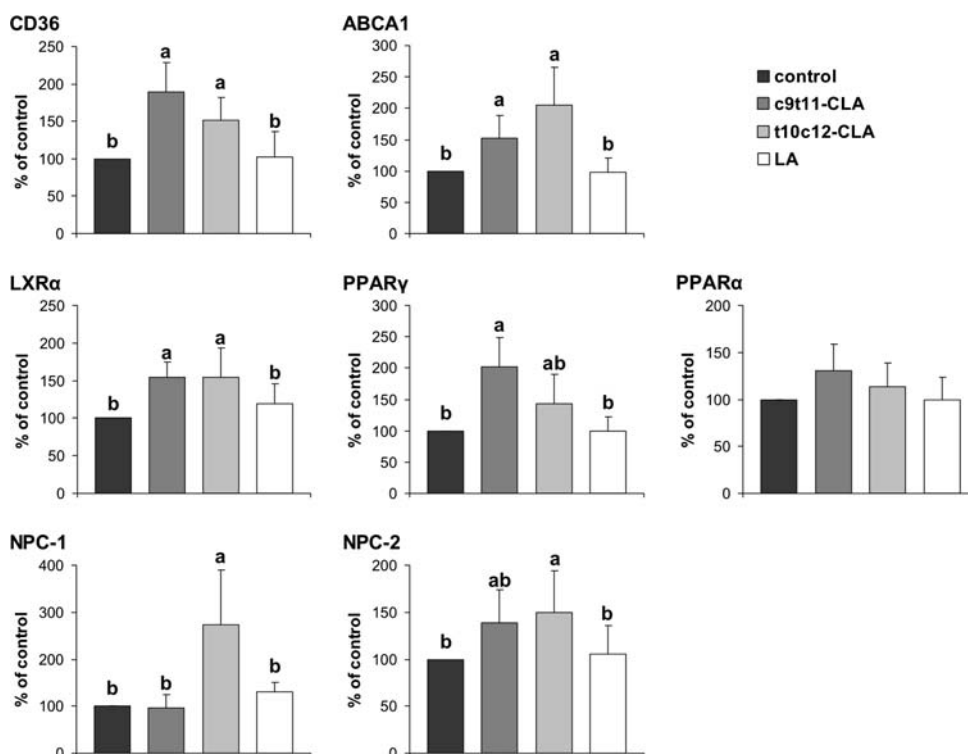 CD36
% of control
250
200
150
100
50
0
b
a
a
b
ABCA1
% of control
300
250
200
150
100
50
0
b
a
a
b
control
c9t11-CLA
t10c12-CLA
LA
LXRα
% of control
250
200
150
100
50
0
b
a
a
b
PPARγ
% of control
300
250
200
150
100
50
0
b
a
ab
b
PPARα
% of control
200
150
100
50
0
NPC-1
% of control
400
300
200
100
0
b
b
a
b
NPC-2
% of control
200
150
100
50
0
b
ab
a
b